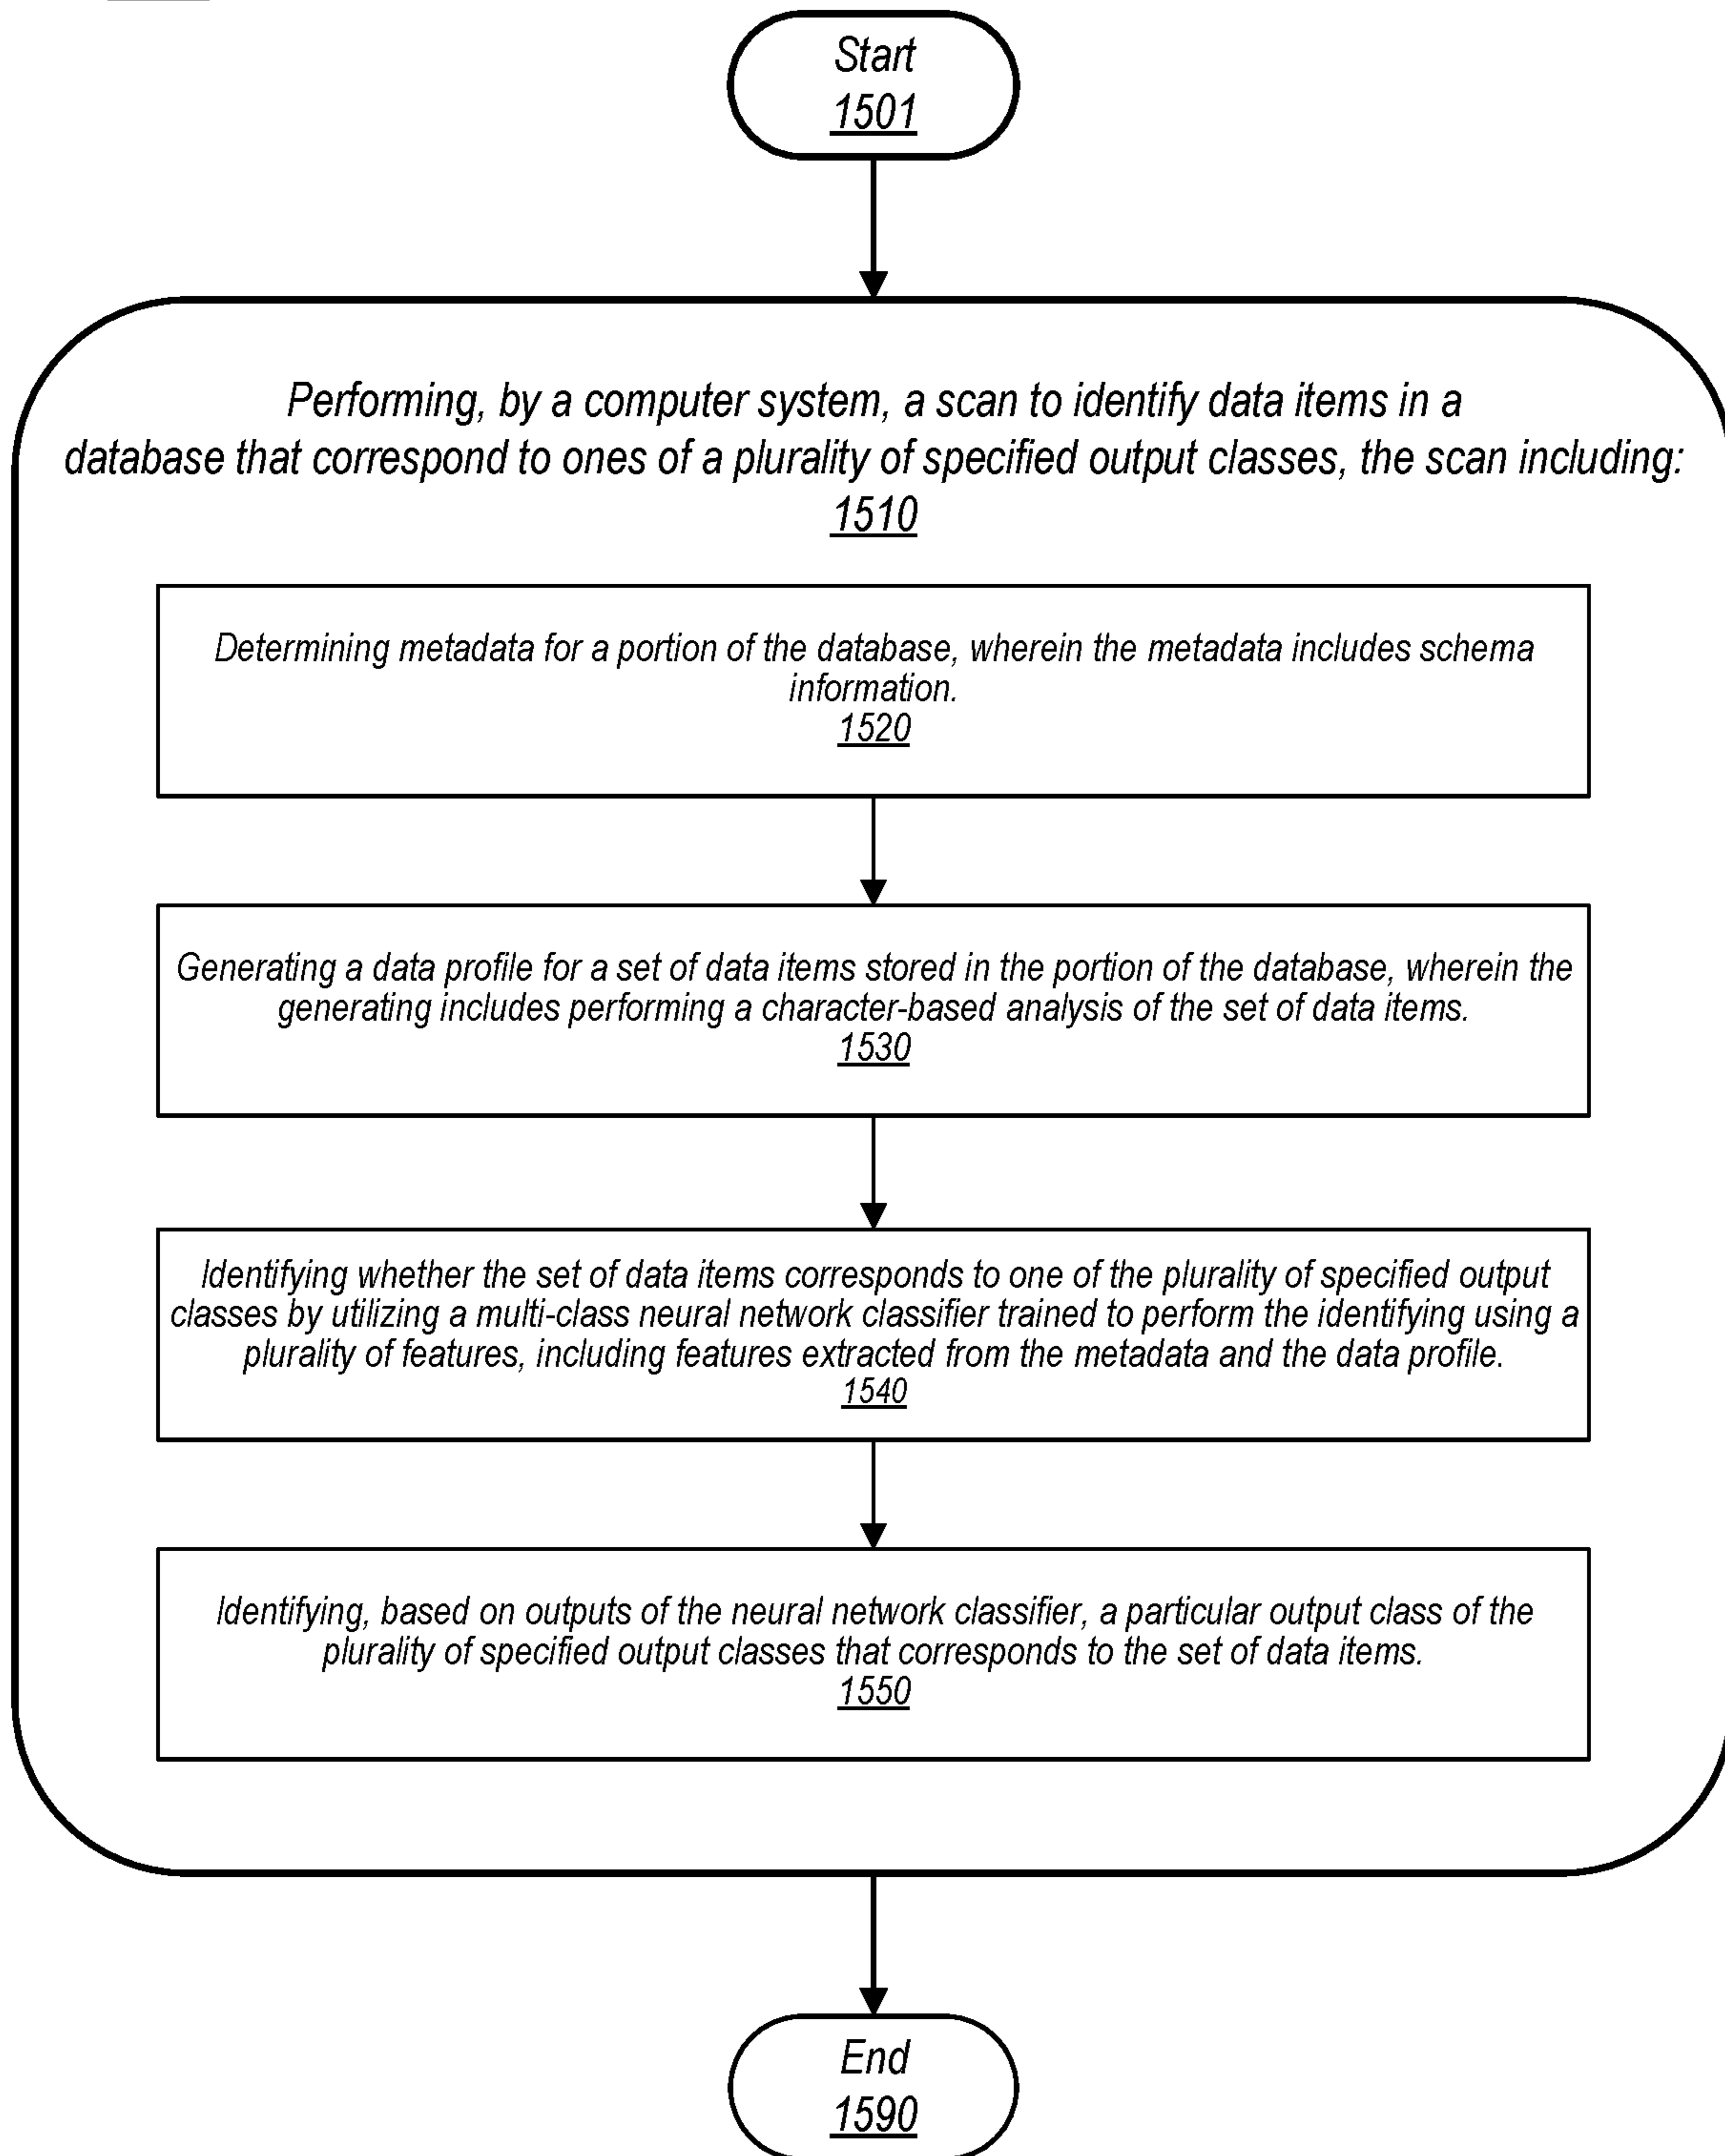 Start
1501
Performing, by a computer system, a scan to identify data items in a
database that correspond to ones of a plurality of specified output classes, the scan including:
1510
Determining metadata for a portion of the database, wherein the metadata includes schema
information.
1520
Generating a data profile for a set of data items stored in the portion of the database, wherein the
generating includes performing a character-based analysis of the set of data items.
1530
Identifying whether the set of data items corresponds to one of the plurality of specified output
classes by utilizing a multi-class neural network classifier trained to perform the identifying using a
plurality of features, including features extracted from the metadata and the data profile.
1540
Identifying, based on outputs of the neural network classifier, a particular output class of the
plurality of specified output classes that corresponds to the set of data items.
1550
End
1590